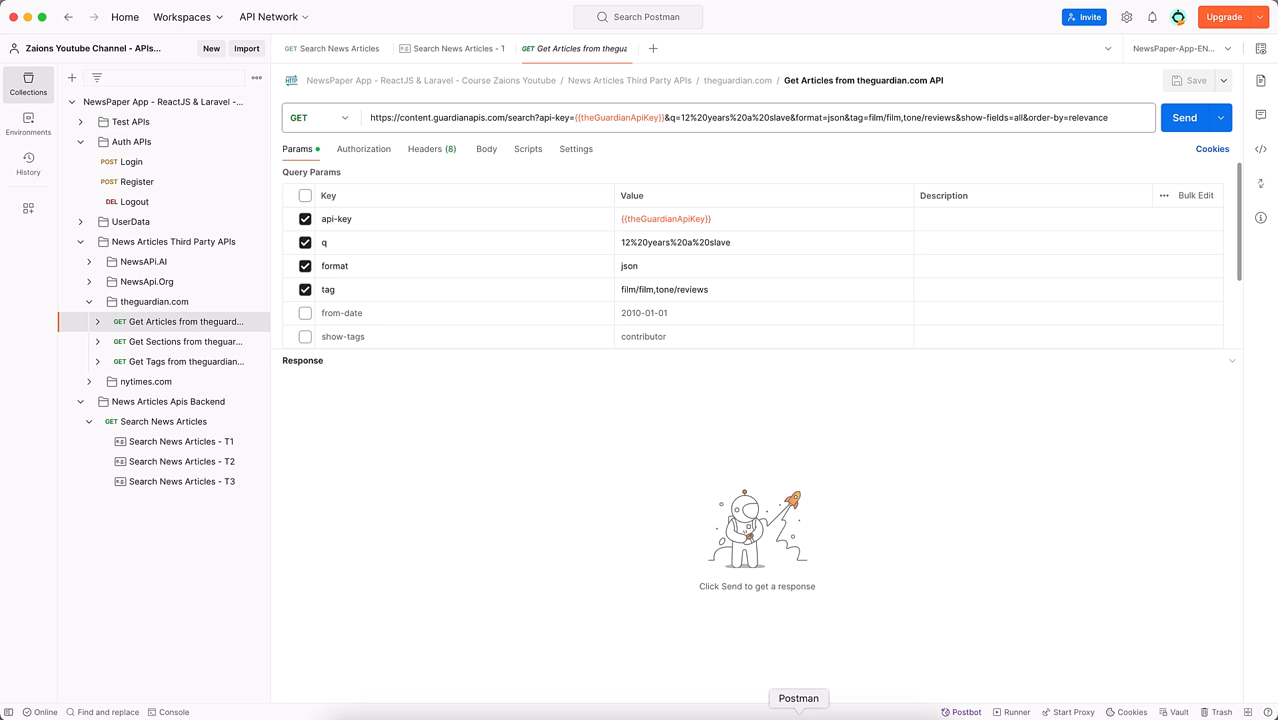 Home
Workspaces
API Network
Search Postman
Invite
Upgrade
Zaions Youtube Channel - APIs...
New
Import
GET Search News Articles
Search News Articles - T
GET Get Articles from thegua
NewsPaper-App-EN...
Collections
Environments
History
NewsPaper App - ReactJS & Laravel -...
Test APIs
Auth APIs
POST Login
POST Register
DEL Logout
UserData
News Articles Third Party APIs
NewsAPi.AI
NewsApi.Org
theguardian.com
GET Get Articles from theguard...
GET Get Sections from theguar...
GET Get Tags from theguardian...
nytimes.com
News Articles Apis Backend
GET Search News Articles
Search News Articles - T1
Search News Articles - T2
Search News Articles - T3
HTTP NewsPaper App - ReactJS & Laravel - Course Zaions Youtube / News Articles Third Party APIs / theguardian.com / Get Articles from theguardian.com API
Save
GET
https://content.guardianapis.com/search?api-key={{theGuardianApiKey}}&q=12%20years%20a%20slave&format=json&tag=film/film,tone/reviews&show-fields=all&order-by=relevance
Send
Params
Authorization
Headers (8)
Body
Scripts
Settings
Cookies
Query Params
Key Value Description Bulk Edit
api-key {{theGuardianApiKey}}
q 12%20years%20a%20slave
format json
tag film/film,tone/reviews
from-date 2010-01-01
show-tags contributor
Response
Click Send to get a response
Postman
Online
Find and replace
Console
Postbot
Runner
Start Proxy
Cookies
Vault
Trash